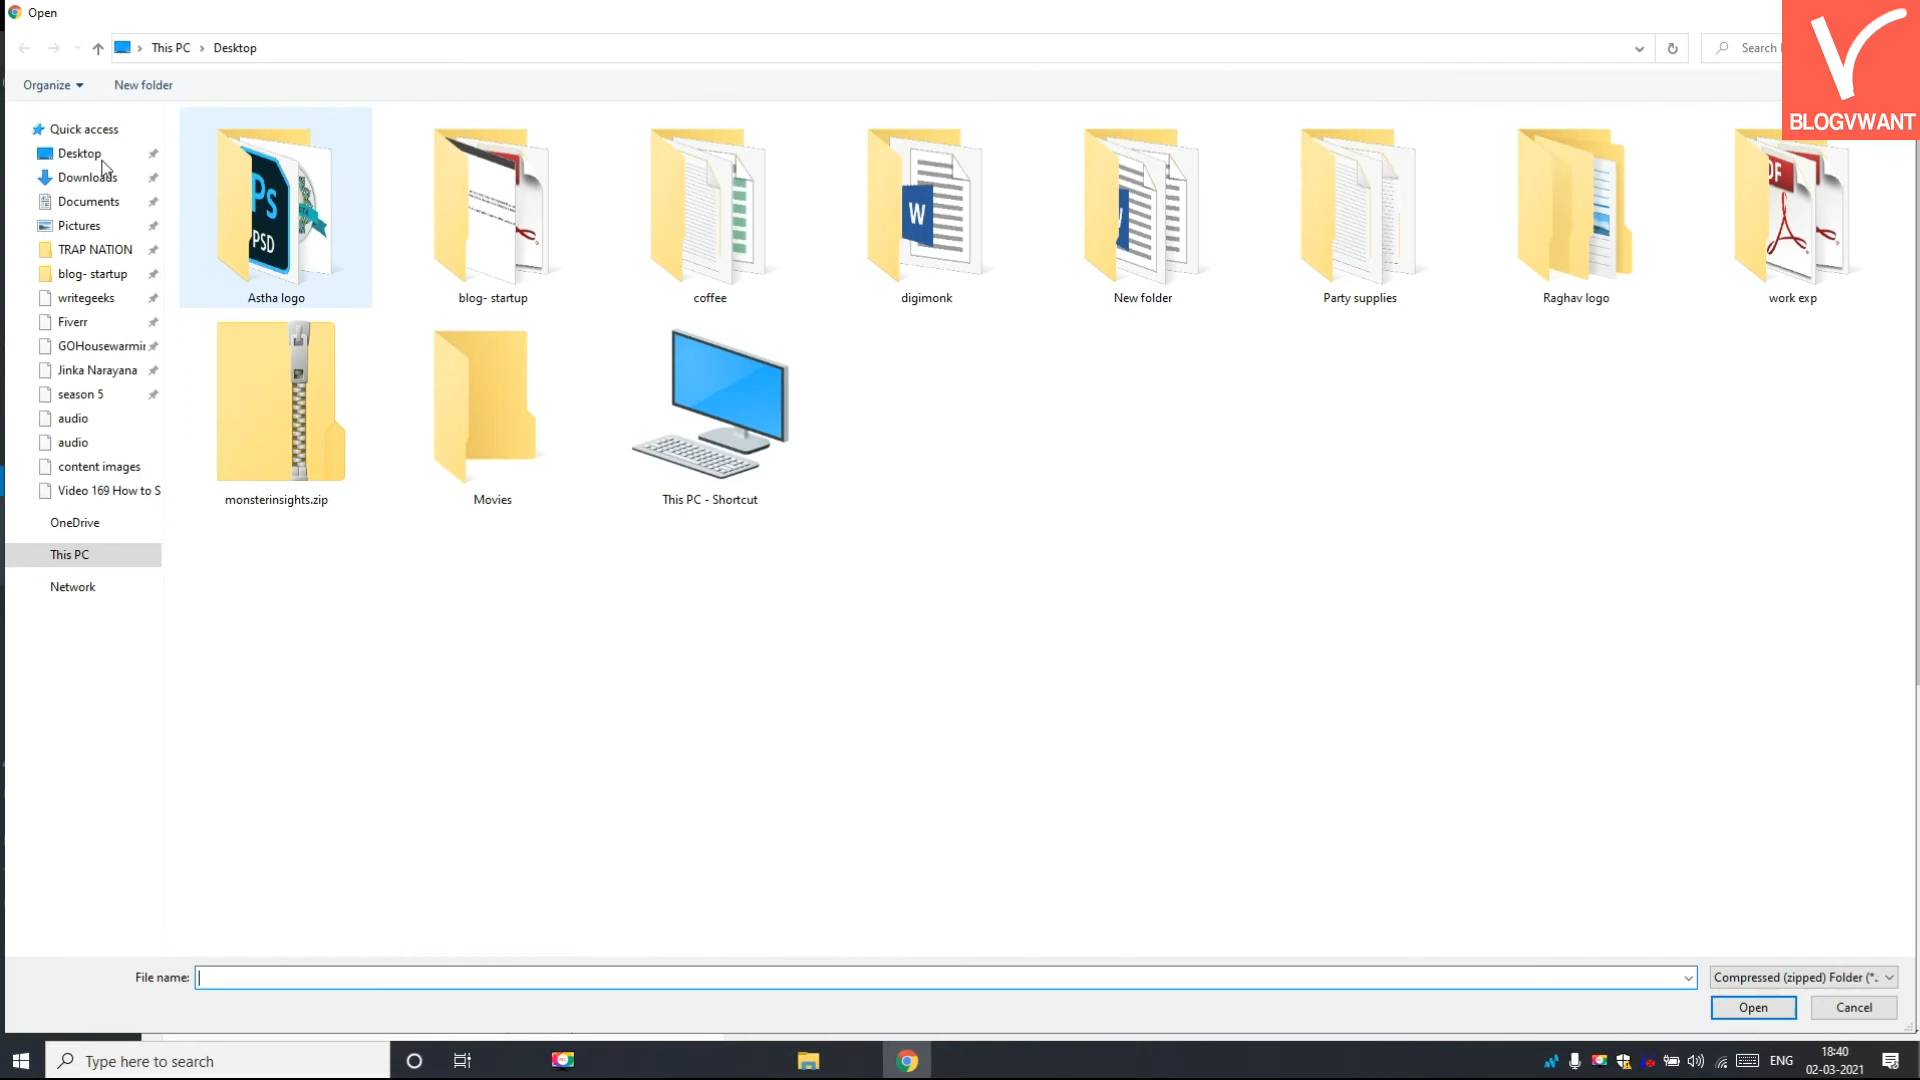 Open
This PC
Desktop
Search
BLOGVWANT
Organize
New folder
Quick access
Desktop
Downloads
Documents
Pictures
TRAP NATION
blog- startup
writegeeks
Fiverr
GOHousewarmin
Jinka Narayana
season 5
audio
audio
content images
Video 169 How to S
OneDrive
This PC
Network
PS
PSD
W
Astha logo
blog- startup
coffee
digimonk
New folder
Party supplies
Raghav logo
work exp
monsterinsights.zip
Movies
This PC - Shortcut
File name:
Compressed (zipped) Folder (*.
Open
Cancel
Type here to search
ENG
18:40
02-03-2021